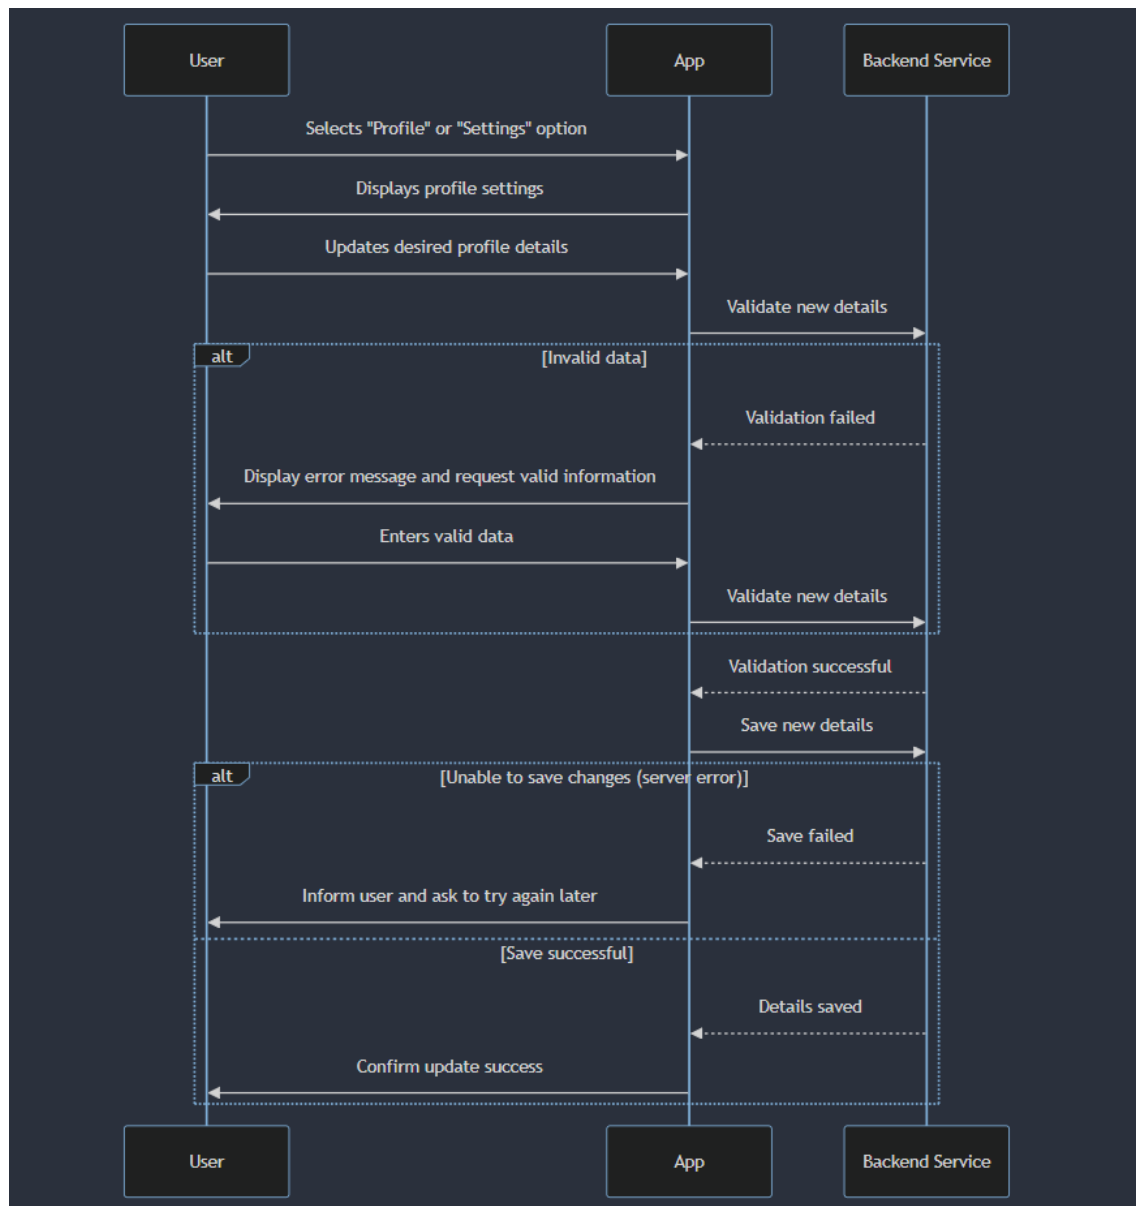 User
App
Backend Service
Selects "Profile" or "Settings" option
Displays profile settings
Updates desired profile details
Validate new details
alt
[Invalid data]
Validation failed
Display error message and request valid information
Enters valid data
Validate new details
Validation successful
Save new details
alt
[Unable to save changes (server error)]
Save failed
Inform user and ask to try again later
[Save successful]
Details saved
Confirm update success
User
App
Backend Service